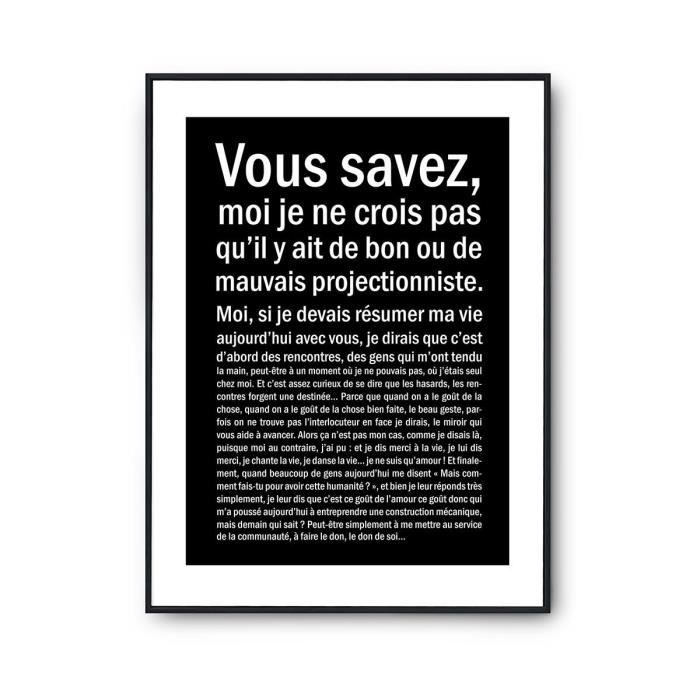 Vous savez,
moi je ne crois pas
qu'il y ait de bon ou de
mauvais projectionniste.
Moi, si je devais résumer ma vie
aujourd'hui avec vous, je dirais que c'est
d'abord des rencontres, des gens qui m'ont tendu
la main, peut-être à un moment où je ne pouvais pas, où j'étais seul
chez moi. Et c'est assez curieux de se dire que les hasards, les ren-
contres forgent une destinée... Parce que quand on a le goût de la
chose, quand on a le goût de la chose bien faite, le beau geste, par-
fois on ne trouve pas l'interlocuteur en face je dirais, le miroir qui
vous aide à avancer. Alors ça n'est pas mon cas, comme je disais là,
puisque moi au contraire, j'ai pu : et je dis merci à la vie, je lui dis
merci, je chante la vie, je danse la vie... je ne suis qu'amour ! Et finale-
ment, quand beaucoup de gens aujourd'hui me disent « Mais com-
ment fais-tu pour avoir cette humanité ? », et bien je leur réponds très
simplement, je leur dis que c'est ce goût de l'amour ce goût donc qui
m'a poussé aujourd'hui à entreprendre une construction mécanique,
mais demain qui sait ? Peut-être simplement à me mettre au service
de la communauté, à faire le don, le don de soi...